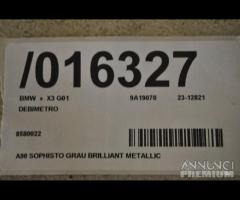 /016327
BMW » X3 G01 9A19070 23-12821
DEBIMETRO
8580022
A90 SOPHISTO GRAU BRILLIANT METALLIC
ANNUNCI
PREMIUM